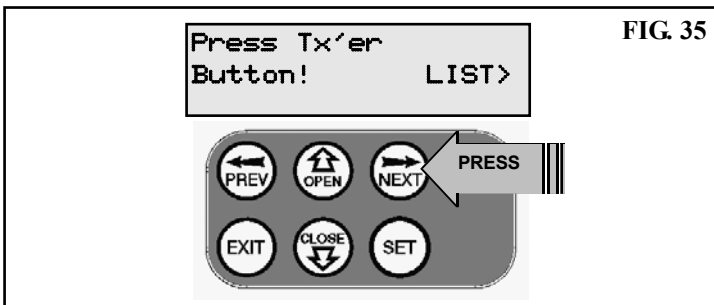 FIG. 35
Press Tx'er
Button! LIST>
PREV OPEN NEXT PRESS
EXIT CLOSE SET